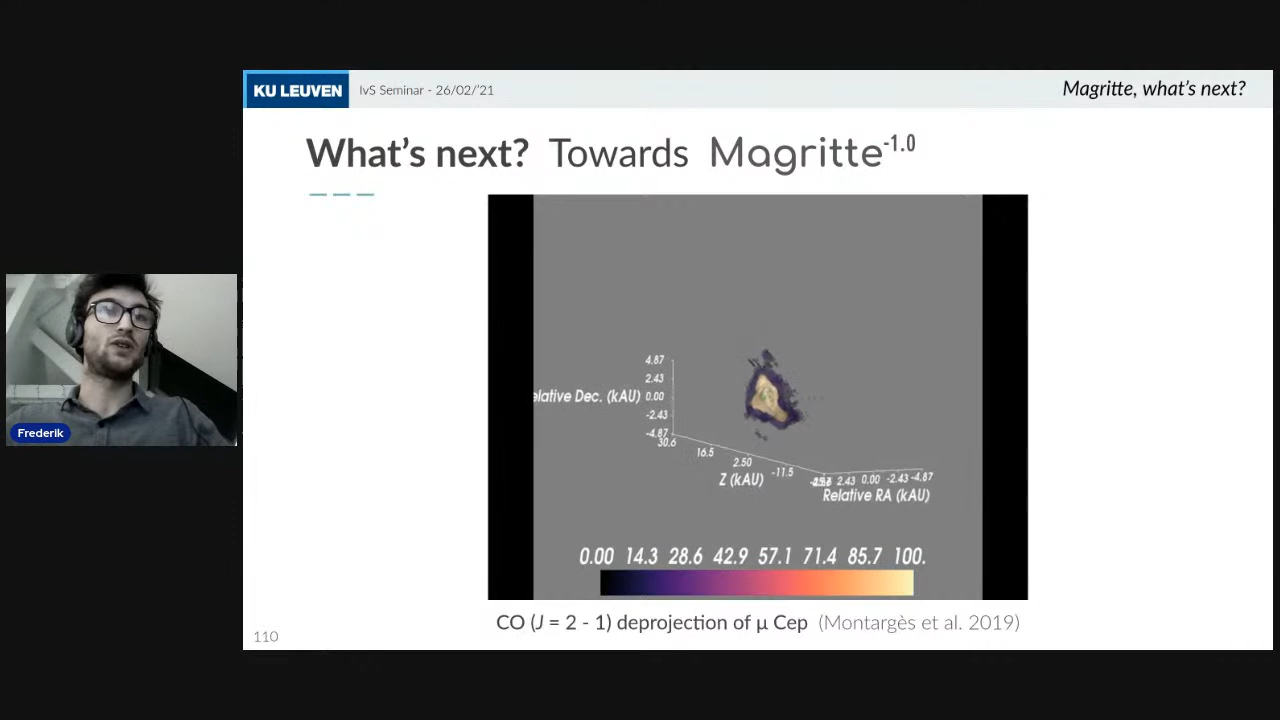 KU LEUVEN IvS Seminar - 26/02/'21 Magritte, what's next?
What's next? Towards Magritte-1.0
4.87
2.43
elative Dec. (kAU) 0.00
-2.43
-4.87
30.6
16.5
2.50
-11.5
Z (kAU)
2.43 0.00 -2.43 -4.87
Relative RA (kAU)
Frederik
0.00 14.3 28.6 42.9 57.1 71.4 85.7 100.
CO (J = 2 - 1) deprojection of μ Cep (Montargès et al. 2019)
110